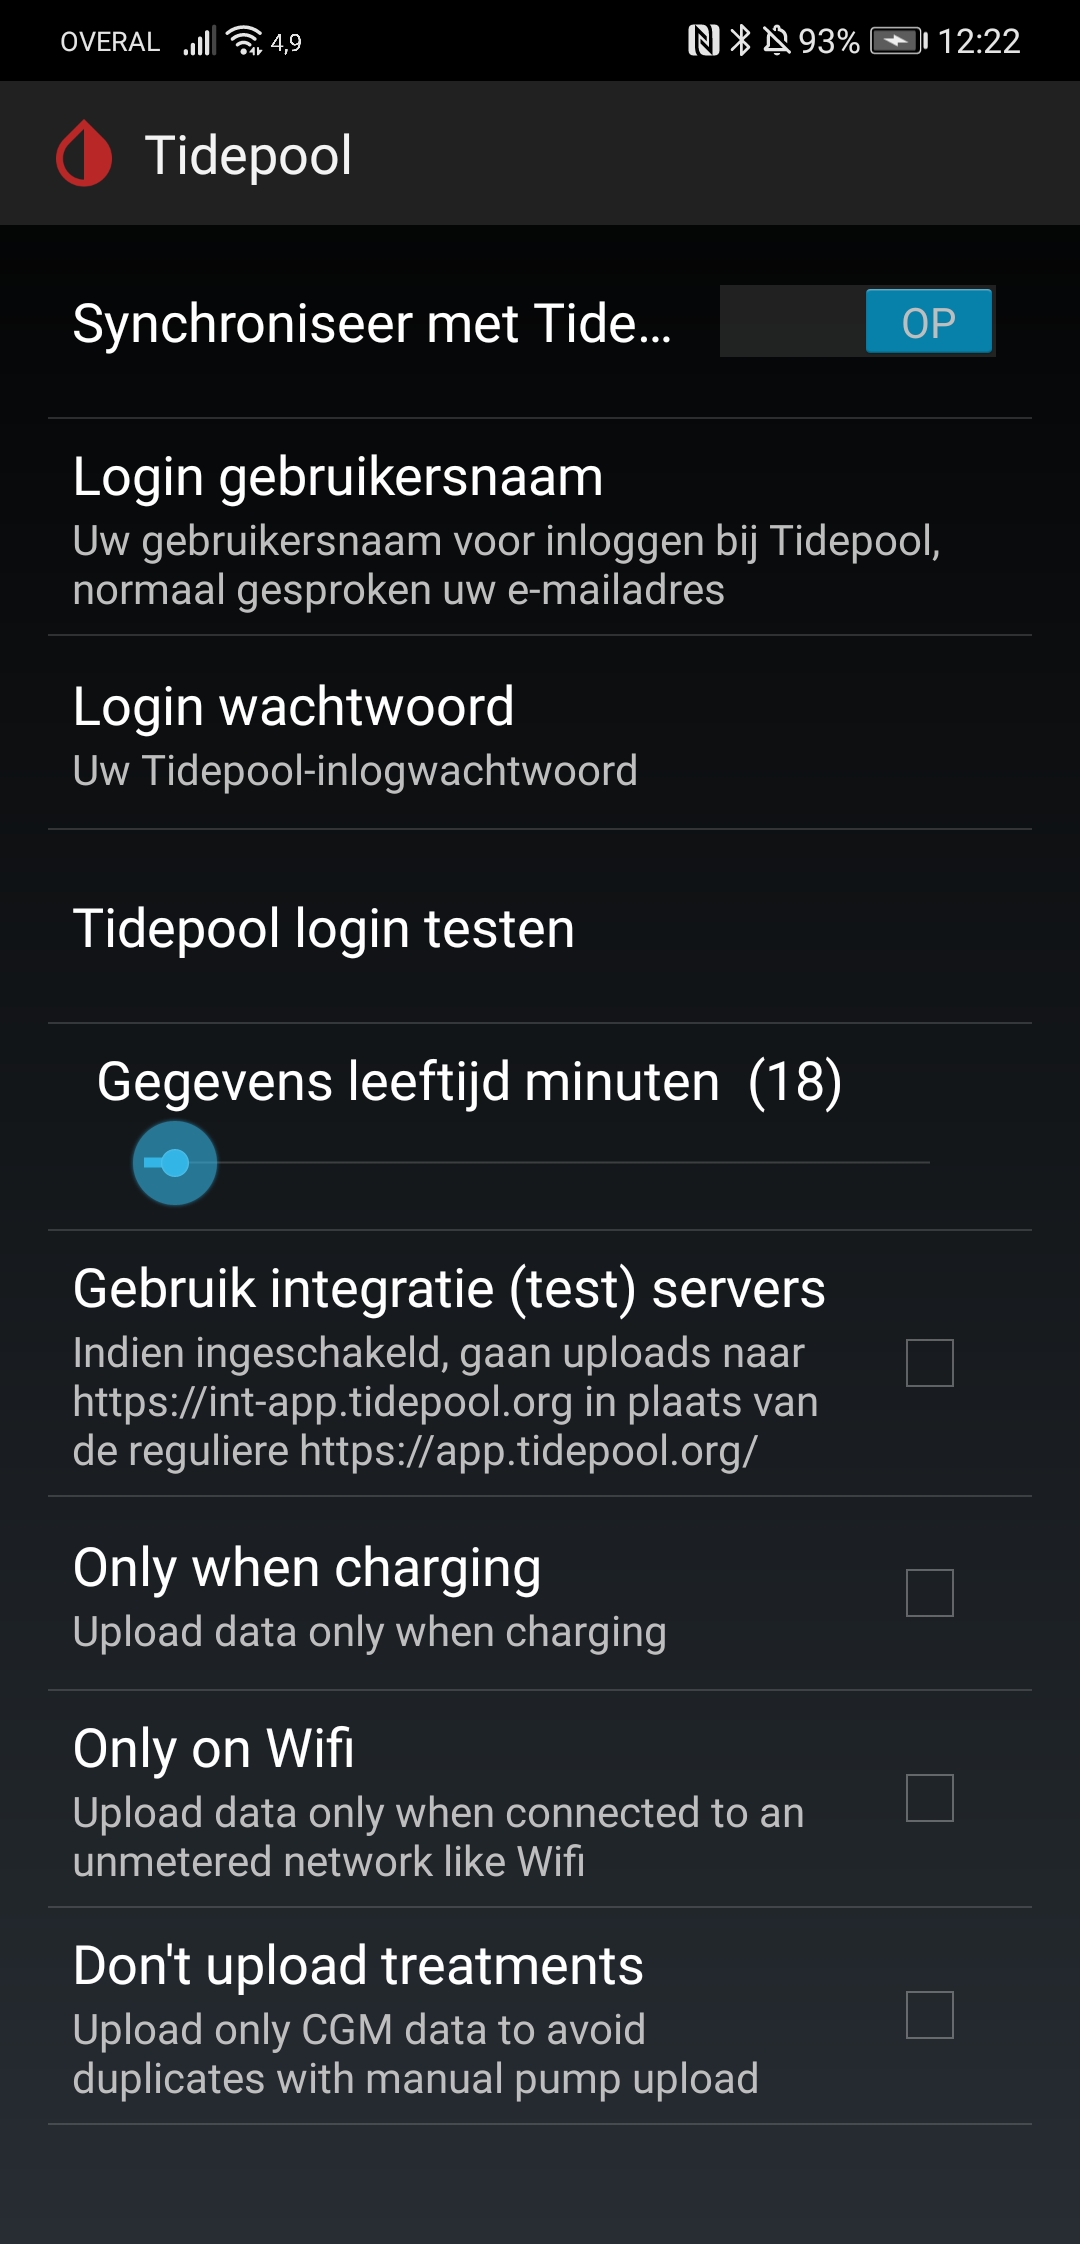 OVERAL 4,9 93% 12:22
Tidepool
Synchroniseer met Tide... OP
Login gebruikersnaam
Uw gebruikersnaam voor inloggen bij Tidepool,
normaal gesproken uw e-mailadres
Login wachtwoord
Uw Tidepool-inlogwachtwoord
Tidepool login testen
Gegevens leeftijd minuten (18)
Gebruik integratie (test) servers
Indien ingeschakeld, gaan uploads naar
https://int-app.tidepool.org in plaats van
de reguliere https://app.tidepool.org/
Only when charging
Upload data only when charging
Only on Wifi
Upload data only when connected to an
unmetered network like Wifi
Don't upload treatments
Upload only CGM data to avoid
duplicates with manual pump upload